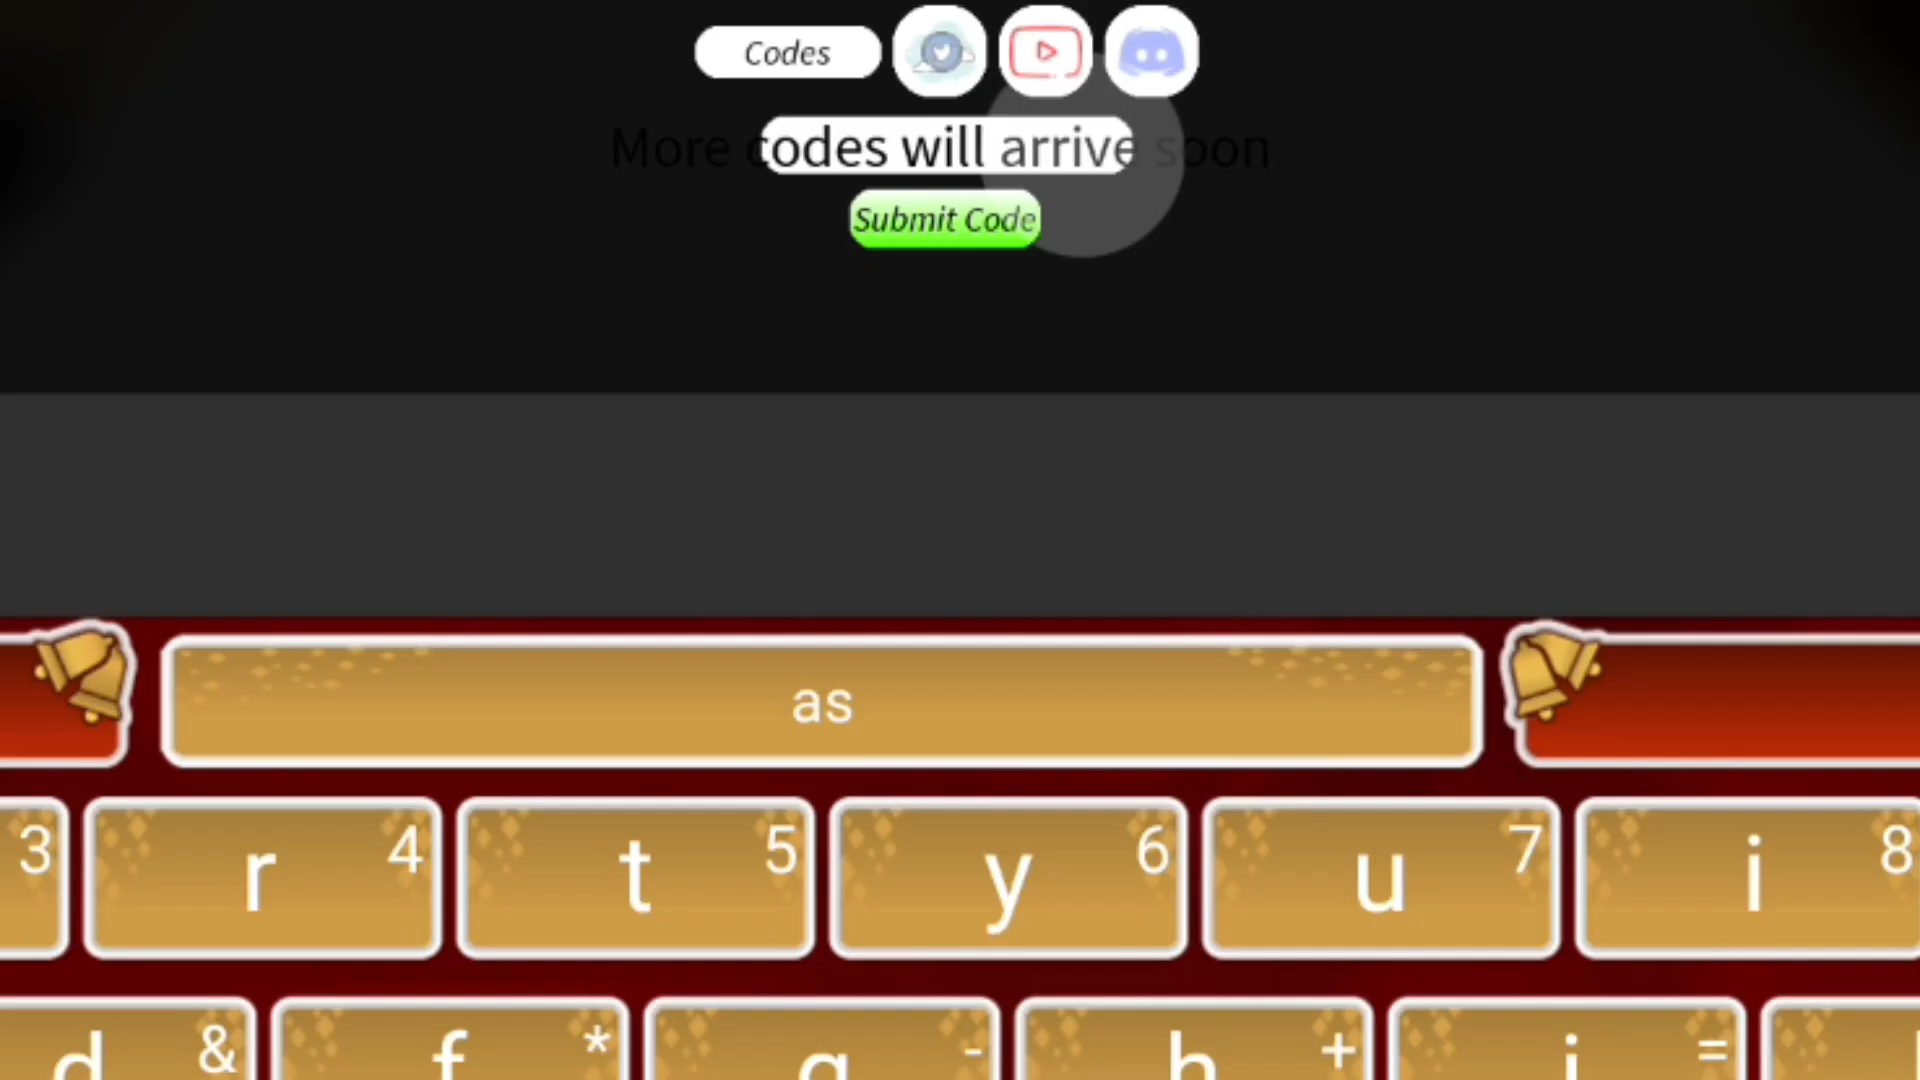 Codes
More codes will arrive soon
Submit Code
as
3 r 4 t 5 y 6 u 7 i 8
d & f * g - h + j =